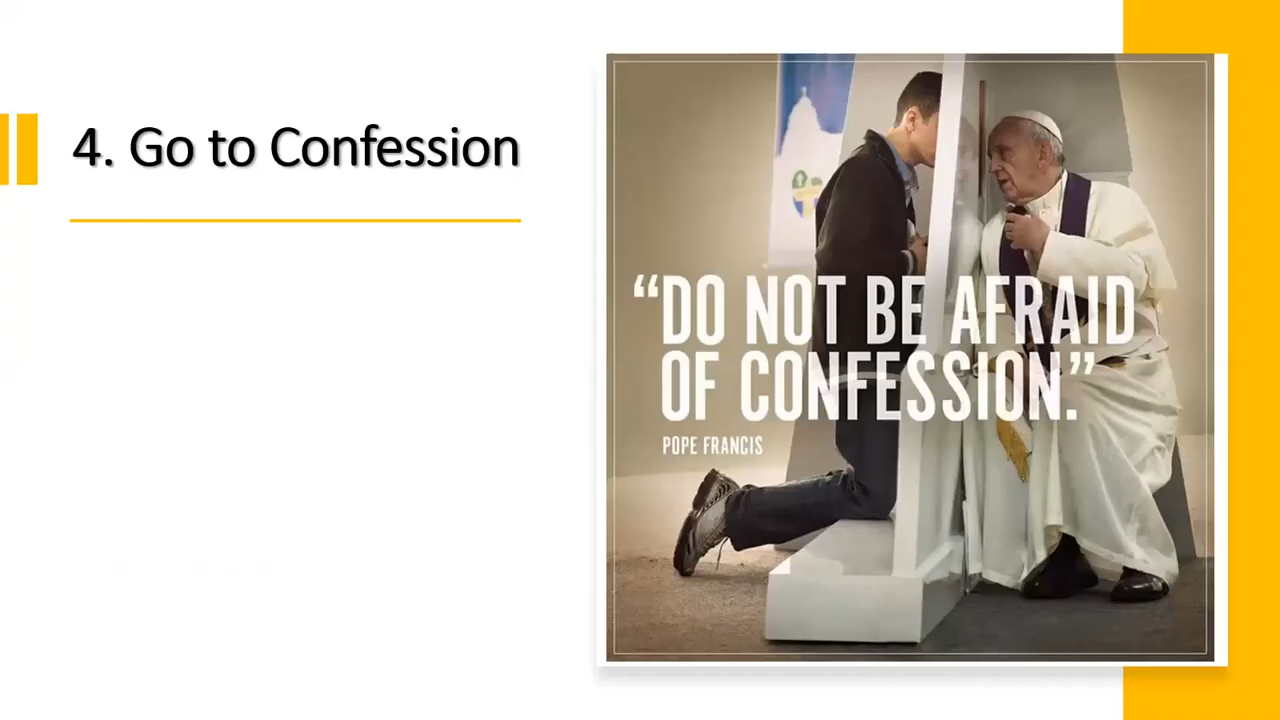 4. Go to Confession
“DO NOT BE AFRAID
OF CONFESSION.”
POPE FRANCIS